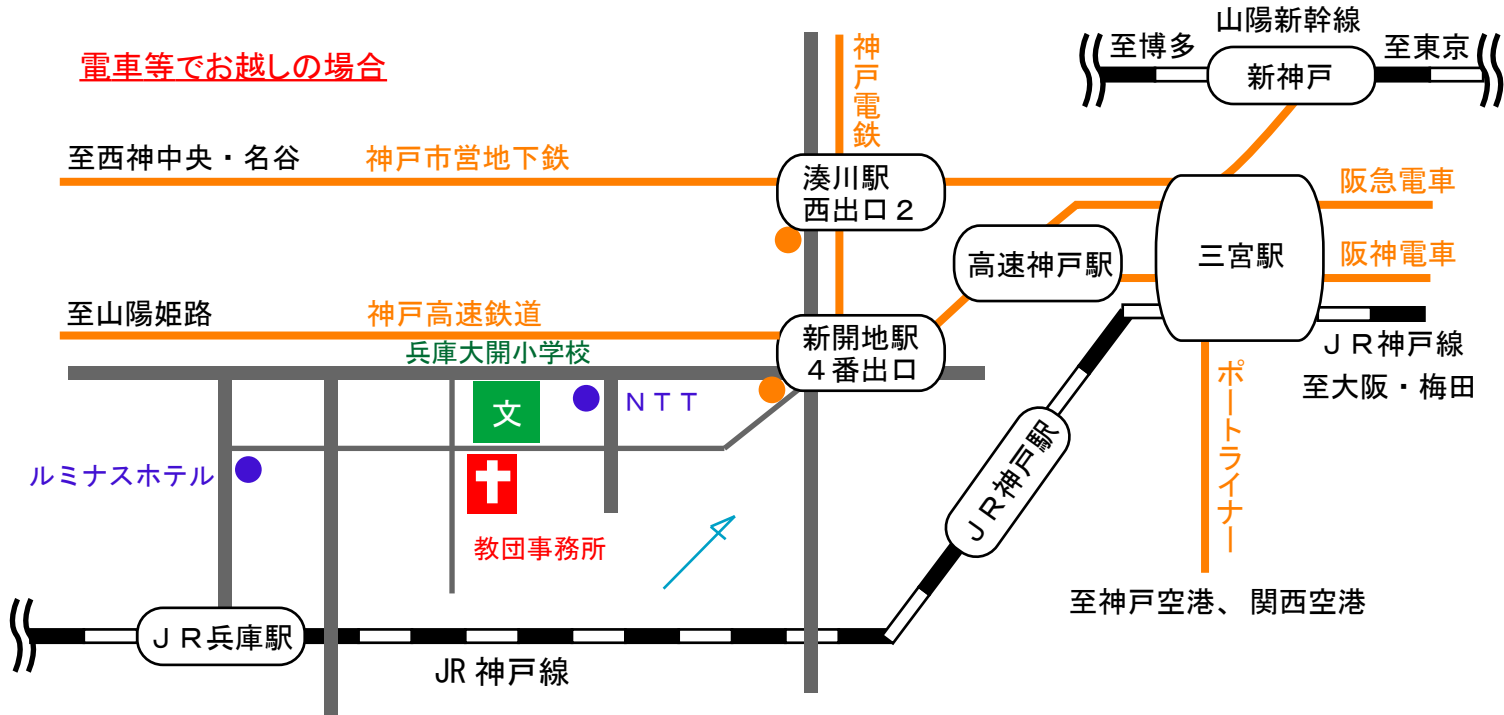 電車等でお越しの場合
山陽新幹線
至博多
至東京
新神戸
神戸電鉄
至西神中央・名谷
神戸市営地下鉄
湊川駅
西出口２
阪急電車
高速神戸駅
三宮駅
阪神電車
至山陽姫路
神戸高速鉄道
新開地駅
４番出口
兵庫大開小学校
文
ＮＴＴ
ＪＲ神戸線
至大阪・梅田
ポートライナー
ルミナスホテル
ＪＲ神戸駅
教団事務所
至神戸空港、関西空港
ＪＲ兵庫駅
JR 神戸線